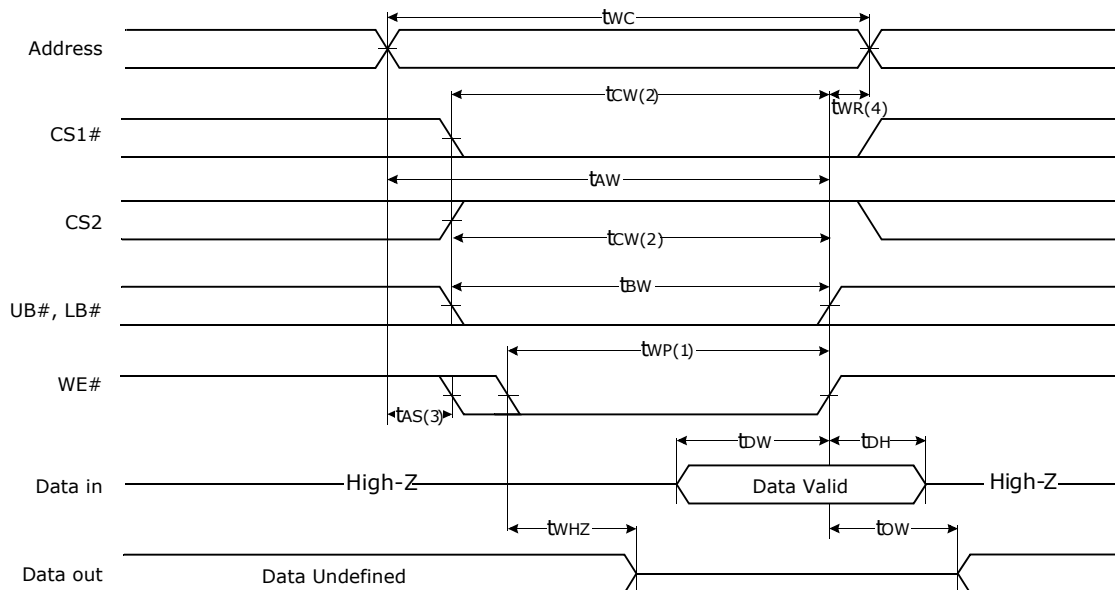 tWC
Address
tCW(2)
tWR(4)
CS1#
tAW
CS2
tCW(2)
tBW
UB#, LB#
tWP(1)
WE#
tAS(3)
tDW
tDH
Data in
High-Z
Data Valid
High-Z
tWHZ
tOW
Data out
Data Undefined